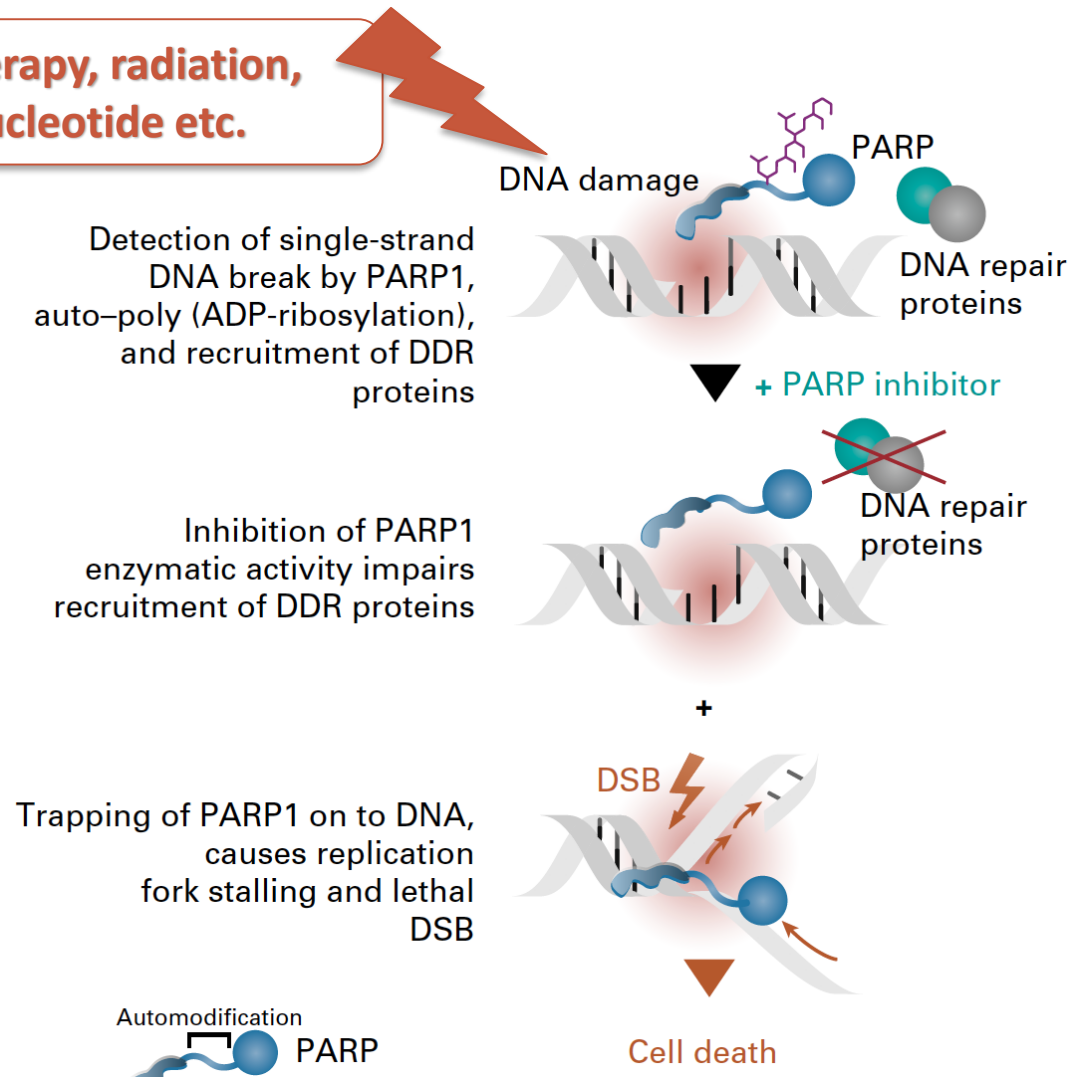 erapy, radiation,
ucleotide etc.
PARP
DNA damage
Detection of single-strand
DNA break by PARP1,
auto–poly (ADP-ribosylation),
and recruitment of DDR
proteins
DNA repair
proteins
+ PARP inhibitor
Inhibition of PARP1
enzymatic activity impairs
recruitment of DDR proteins
DNA repair
proteins
+
DSB
Trapping of PARP1 on to DNA,
causes replication
fork stalling and lethal
DSB
Automodification
PARP
Cell death